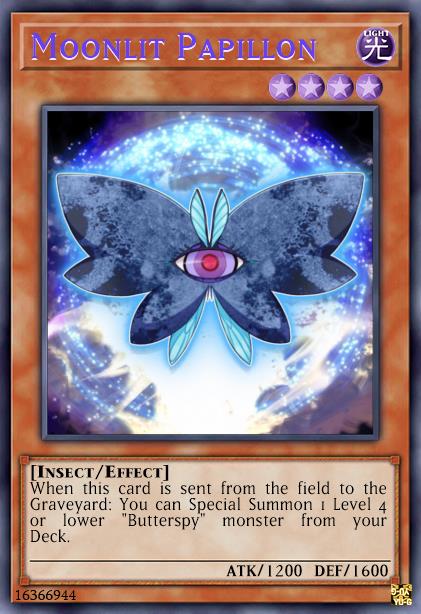 Moonlit Papillon
LIGHT
光
[Insect/Effect]
When this card is sent from the field to the
Graveyard: You can Special Summon 1 Level 4
or lower "Butterspy" monster from your
Deck.
ATK/1200 DEF/1600
16366944